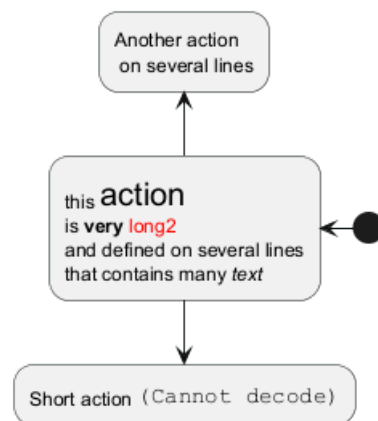 Another action
on several lines
this action
is very long2
and defined on several lines
that contains many text
Short action (Cannot decode)